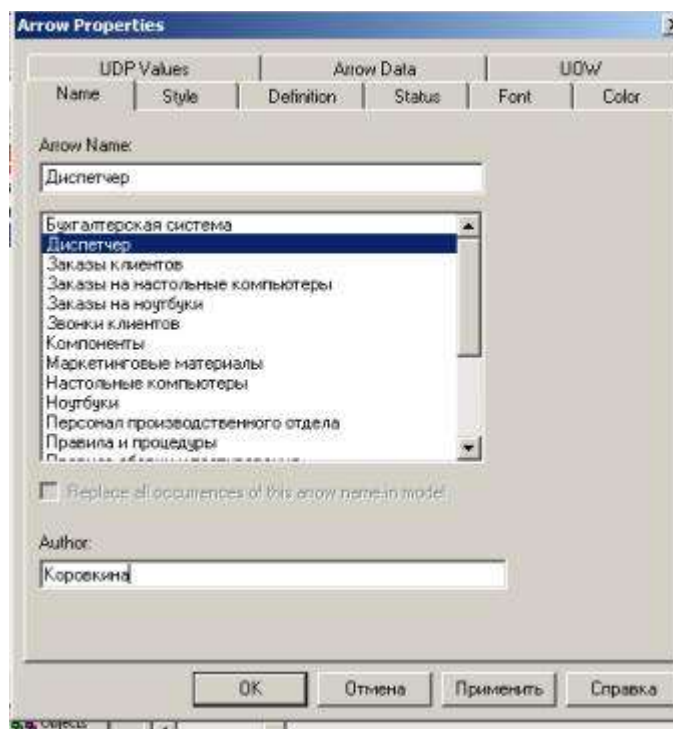 Arrow Properties
UDP Values
Arrow Data
UOW
Name
Style
Definition
Status
Font
Color
Arrow Name:
Диспетчер
Бухгалтерская система
Диспетчер
Заказы клиентов
Заказы на настольные компьютеры
Заказы на ноутбуки
Звонки клиентов
Компоненты
Маркетинговые материалы
Настольные компьютеры
Ноутбуки
Персонал производственного отдела
Правила и процедуры
Replace all occurrences of this arrow name in model
Author:
Коровкина
OK
Отмена
Применить
Справка
Objects